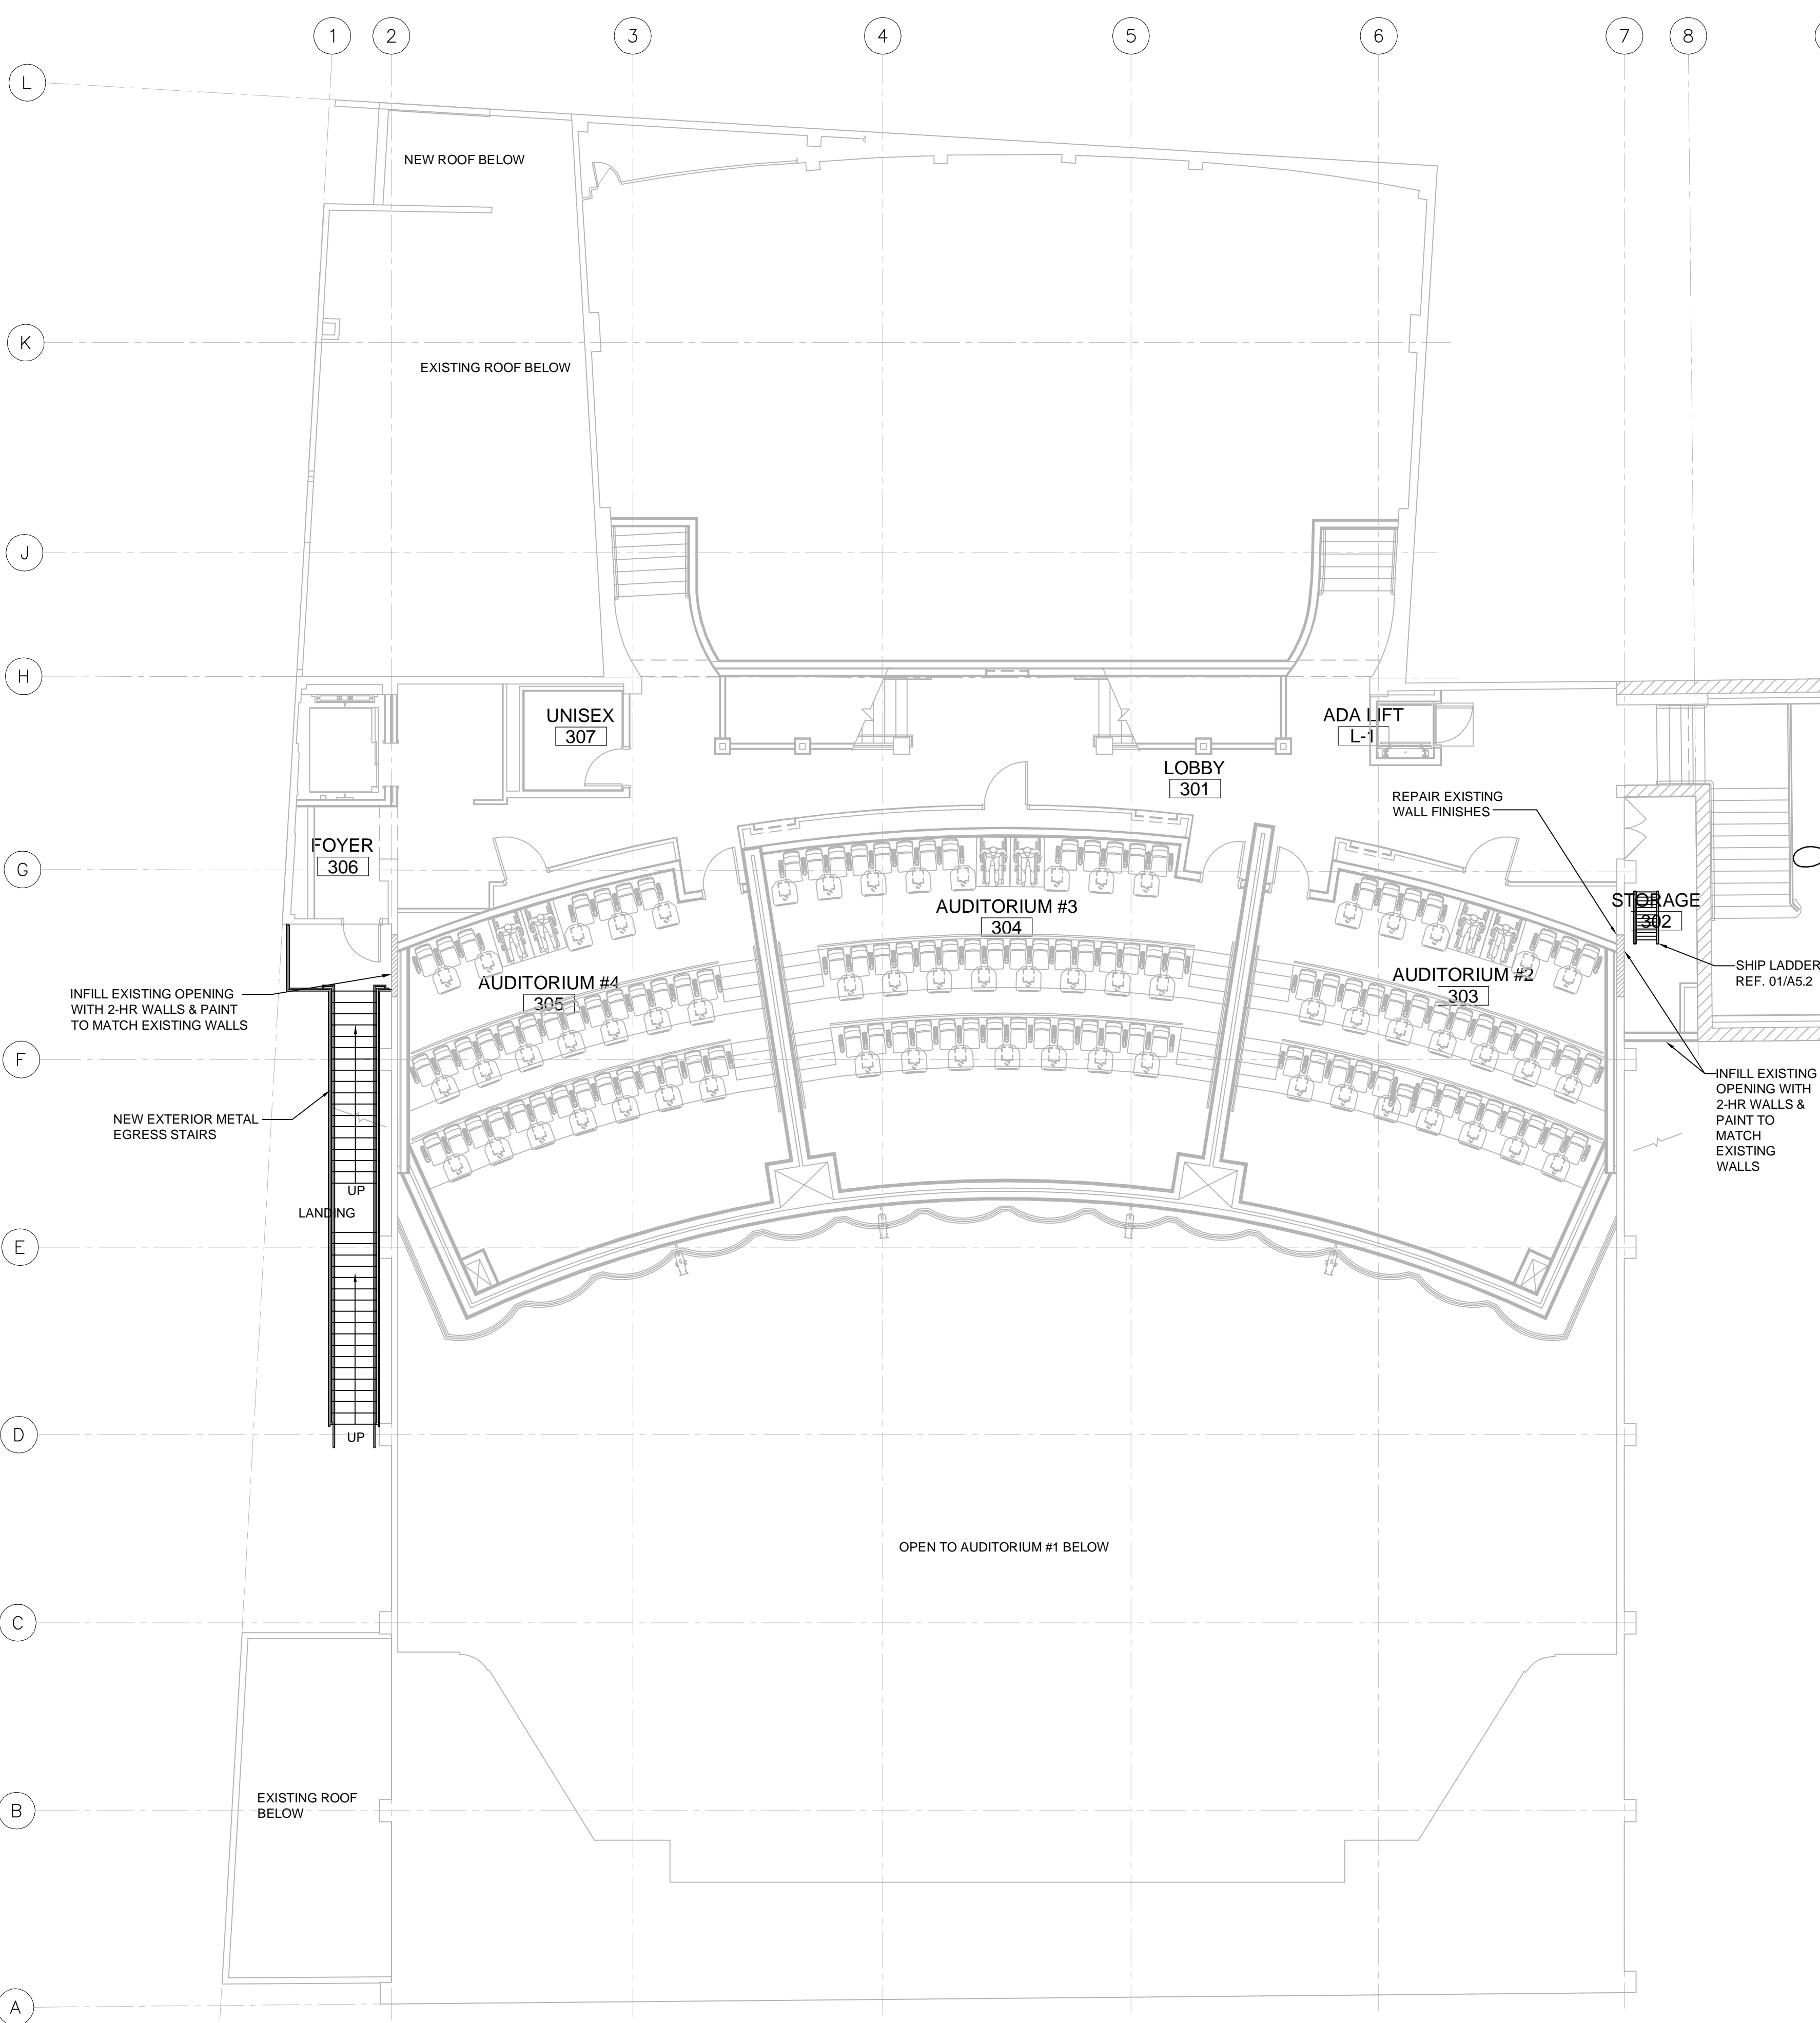 1
2
3
4
5
6
7
8
L
NEW ROOF BELOW
K
EXISTING ROOF BELOW
J
H
UNISEX
307
ADA LIFT
L-1
LOBBY
301
REPAIR EXISTING
WALL FINISHES
FOYER
306
G
AUDITORIUM #3
304
STORAGE
302
AUDITORIUM #4
305
AUDITORIUM #2
303
SHIP LADDER
REF. 01/A5.2
INFILL EXISTING OPENING
WITH 2-HR WALLS & PAINT
TO MATCH EXISTING WALLS
F
INFILL EXISTING
OPENING WITH
2-HR WALLS &
PAINT TO
MATCH
EXISTING
WALLS
NEW EXTERIOR METAL
EGRESS STAIRS
UP
LANDING
E
D
UP
OPEN TO AUDITORIUM #1 BELOW
C
EXISTING ROOF
BELOW
B
A